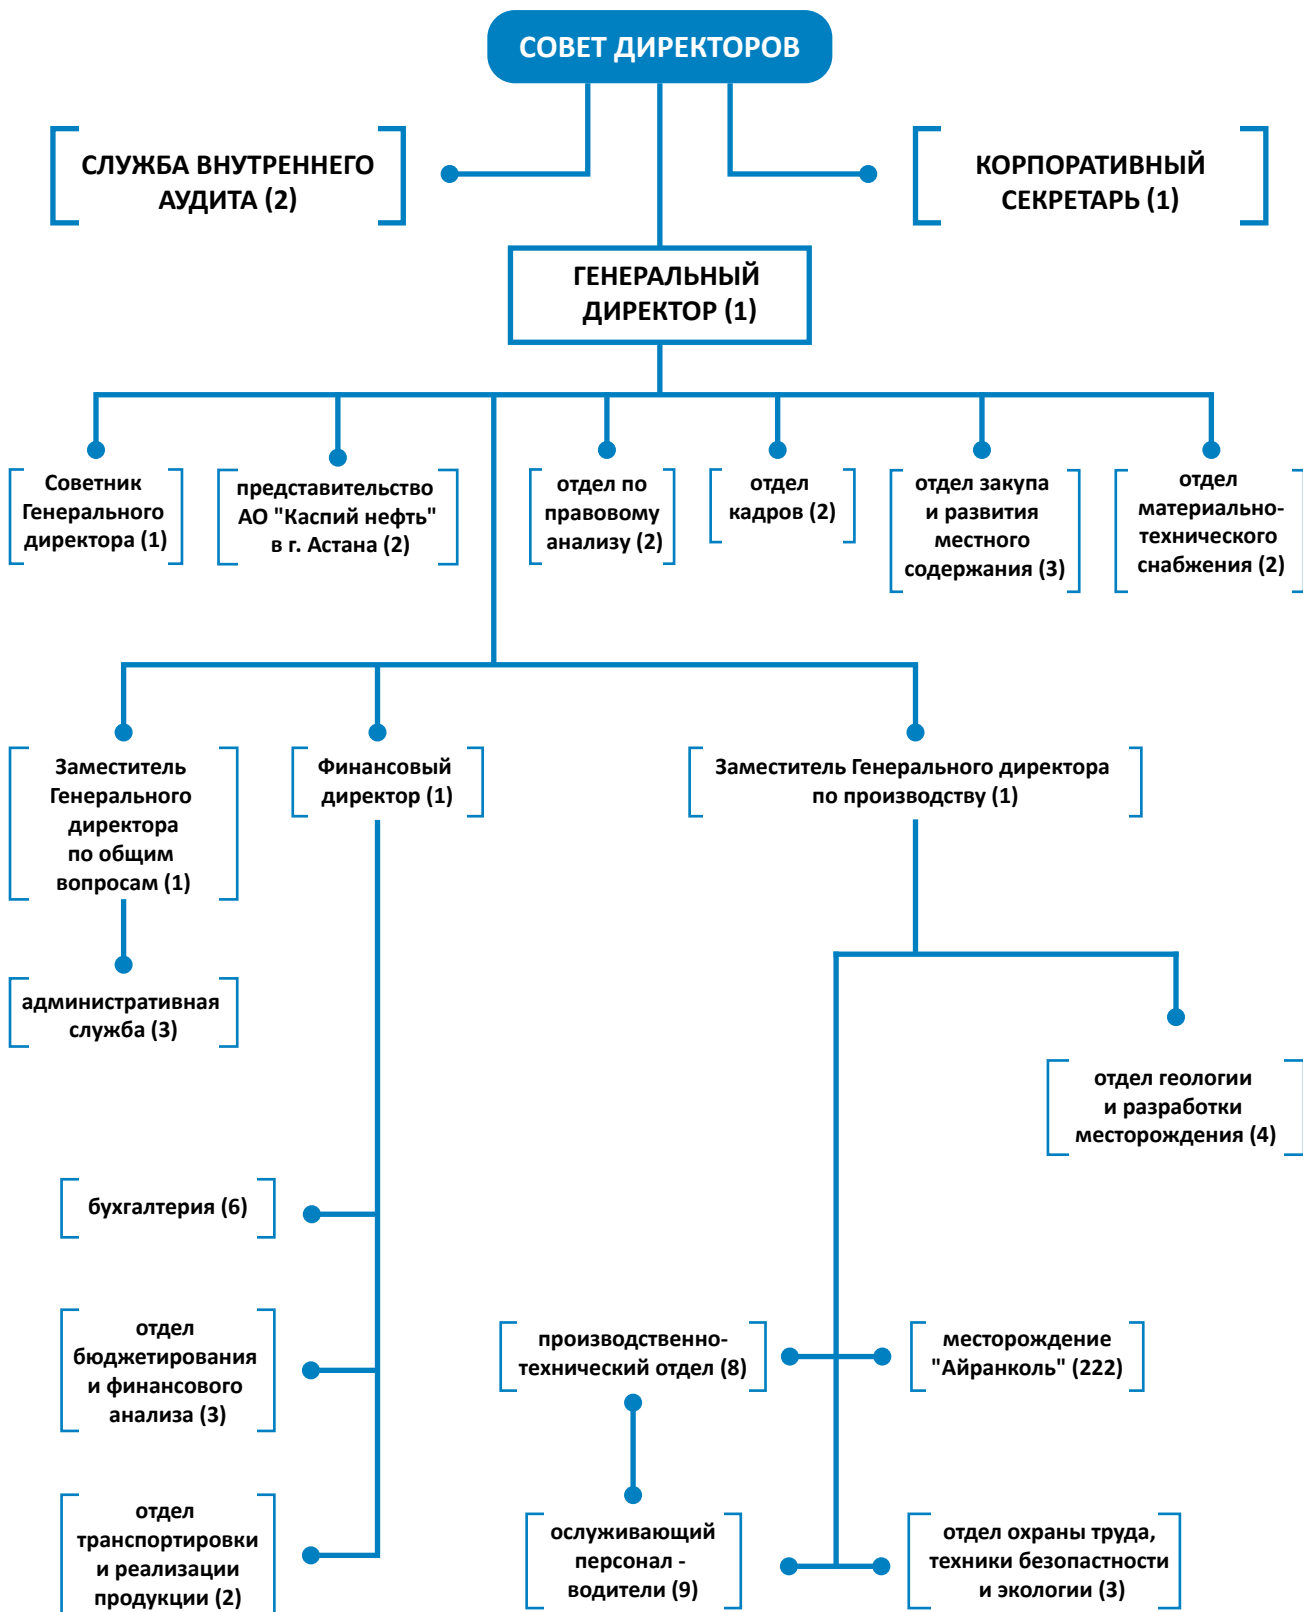 СОВЕТ ДИРЕКТОРОВ
СЛУЖБА ВНУТРЕННЕГО
АУДИТА (2)
КОРПОРАТИВНЫЙ
СЕКРЕТАРЬ (1)
ГЕНЕРАЛЬНЫЙ
ДИРЕКТОР (1)
Советник
Генерального
директора (1)
представительство
АО "Каспий нефть"
в г. Астана (2)
отдел по
правовому
анализу (2)
отдел
кадров (2)
отдел закупа
и развития
местного
содержания (3)
отдел
материально-
технического
снабжения (2)
Заместитель
Генерального
директора
по общим
вопросам (1)
Финансовый
директор (1)
Заместитель Генерального директора
по производству (1)
административная
служба (3)
отдел геологии
и разработки
месторождения (4)
бухгалтерия (6)
отдел
бюджетирования
и финансового
анализа (3)
производственно-
технический отдел (8)
месторождение
"Айранколь" (222)
отдел
транспортировки
и реализации
продукции (2)
ослуживающий
персонал -
водители (9)
отдел охраны труда,
техники безопастности
и экологии (3)